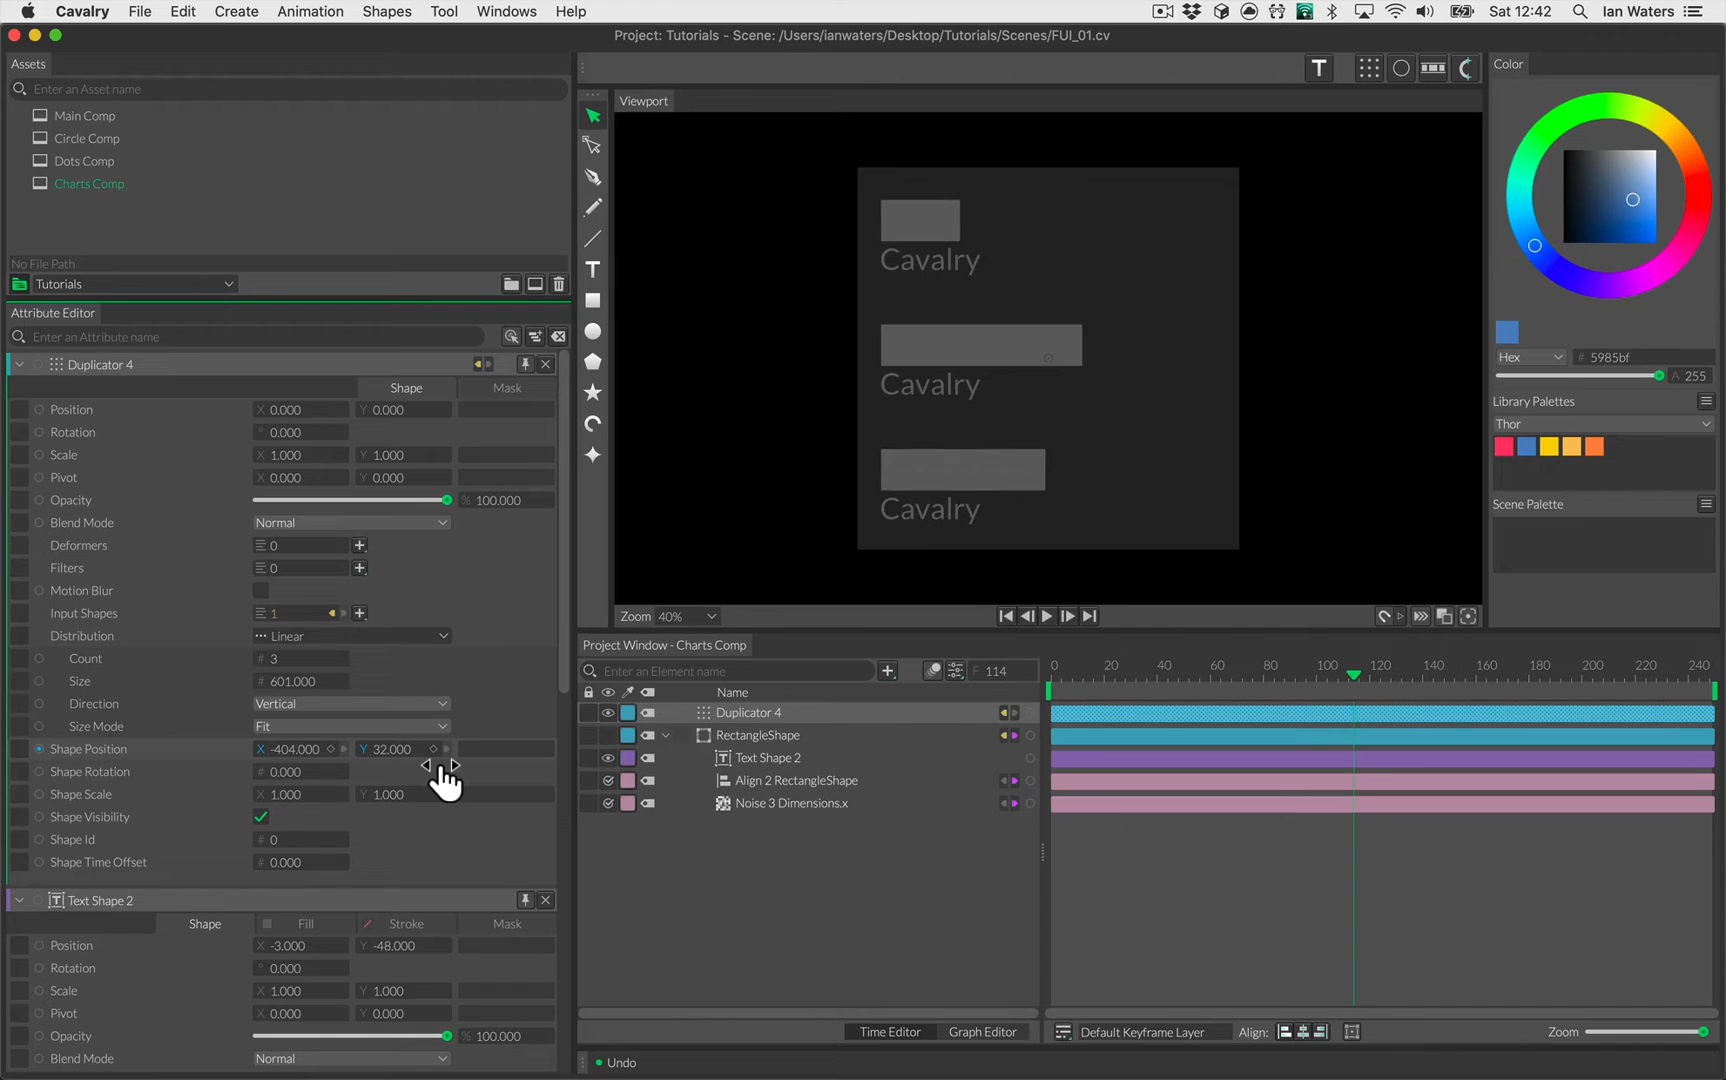 Cavalry File Edit Create Animation Shapes Tool Windows Help Sat 12:42 Ian Waters
Project: Tutorials - Scene: /Users/ianwaters/Desktop/Tutorials/Scenes/FUI_01.cv
Assets
Enter an Asset name
Main Comp
Circle Comp
Dots Comp
Charts Comp
No File Path
Tutorials
Attribute Editor
Enter an Attribute name
Duplicator 4
Shape Mask
Position X 0.000 Y 0.000
Rotation ° 0.000
Scale X 1.000 Y 1.000
Pivot X 0.000 Y 0.000
Opacity % 100.000
Blend Mode Normal
Deformers 0
Filters 0
Motion Blur
Input Shapes 1
Distribution Linear
Count # 3
Size # 601.000
Direction Vertical
Size Mode Fit
Shape Position X -404.000 Y 32.000
Shape Rotation # 0.000
Shape Scale X 1.000 Y 1.000
Shape Visibility
Shape Id # 0
Shape Time Offset # 0.000
Text Shape 2
Shape Fill Stroke Mask
Position X -3.000 Y -48.000
Rotation ° 0.000
Scale X 1.000 Y 1.000
Pivot X 0.000 Y 0.000
Opacity % 100.000
Blend Mode Normal
Viewport
Cavalry
Cavalry
Cavalry
Zoom 40%
Project Window - Charts Comp
Enter an Element name F 114
0 20 40 60 80 100 120 140 160 180 200 220 240
Name
Duplicator 4
RectangleShape
Text Shape 2
Align 2 RectangleShape
Noise 3 Dimensions.x
Time Editor Graph Editor Default Keyframe Layer Align: Zoom
Undo
Color
Hex # 5985bf
A 255
Library Palettes
Thor
Scene Palette